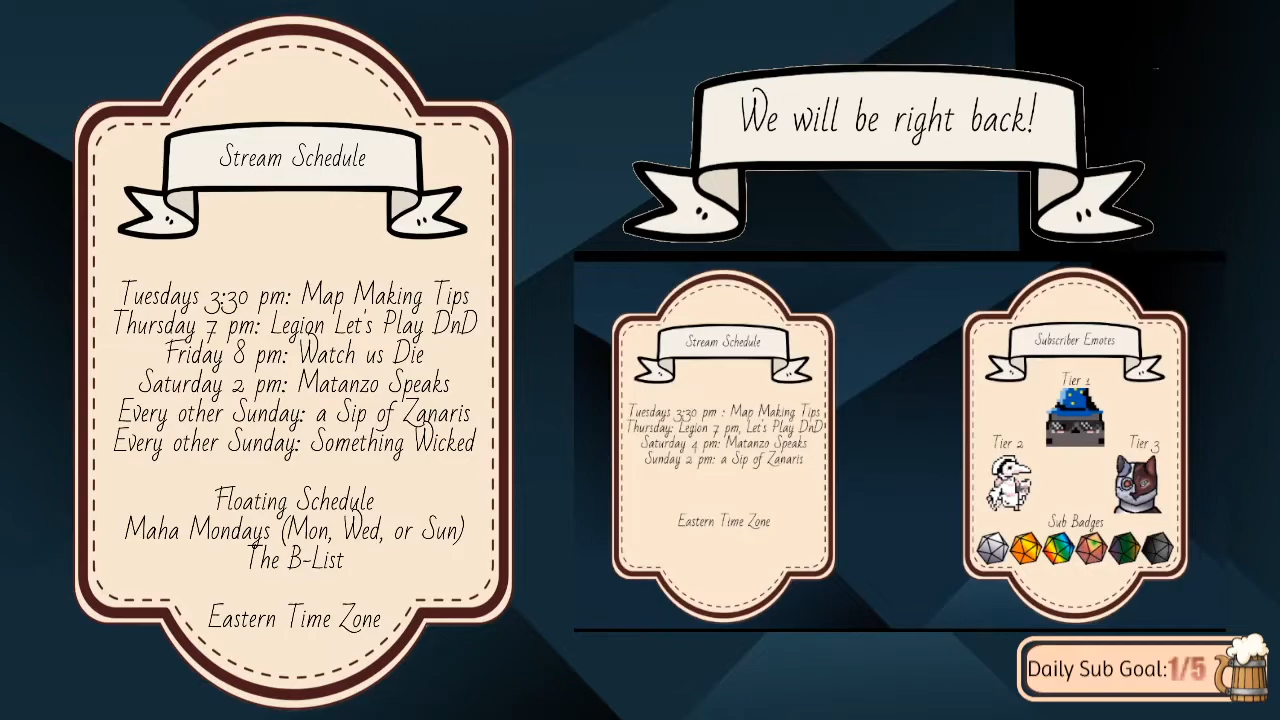 Stream Schedule
Tuesdays 3:30 pm: Map Making Tips
Thursday 7 pm: Legion Let's Play DnD
Friday 8 pm: Watch us Die
Saturday 2 pm: Matanzo Speaks
Every other Sunday: a Sip of Zanaris
Every other Sunday: Something Wicked
Floating Schedule
Maha Mondays (Mon, Wed, or Sun)
The B-List
Eastern Time Zone
We will be right back!
Stream Schedule
Tuesdays 3:30 pm : Map Making Tips
Thursday: Legion 7 pm, Let's Play DnD
Saturday 4 pm: Matanzo Speaks
Sunday 2 pm: a Sip of Zanaris
Eastern Time Zone
Subscriber Emotes
Tier 1
Tier 2
Tier 3
Sub Badges
Daily Sub Goal: 1/5